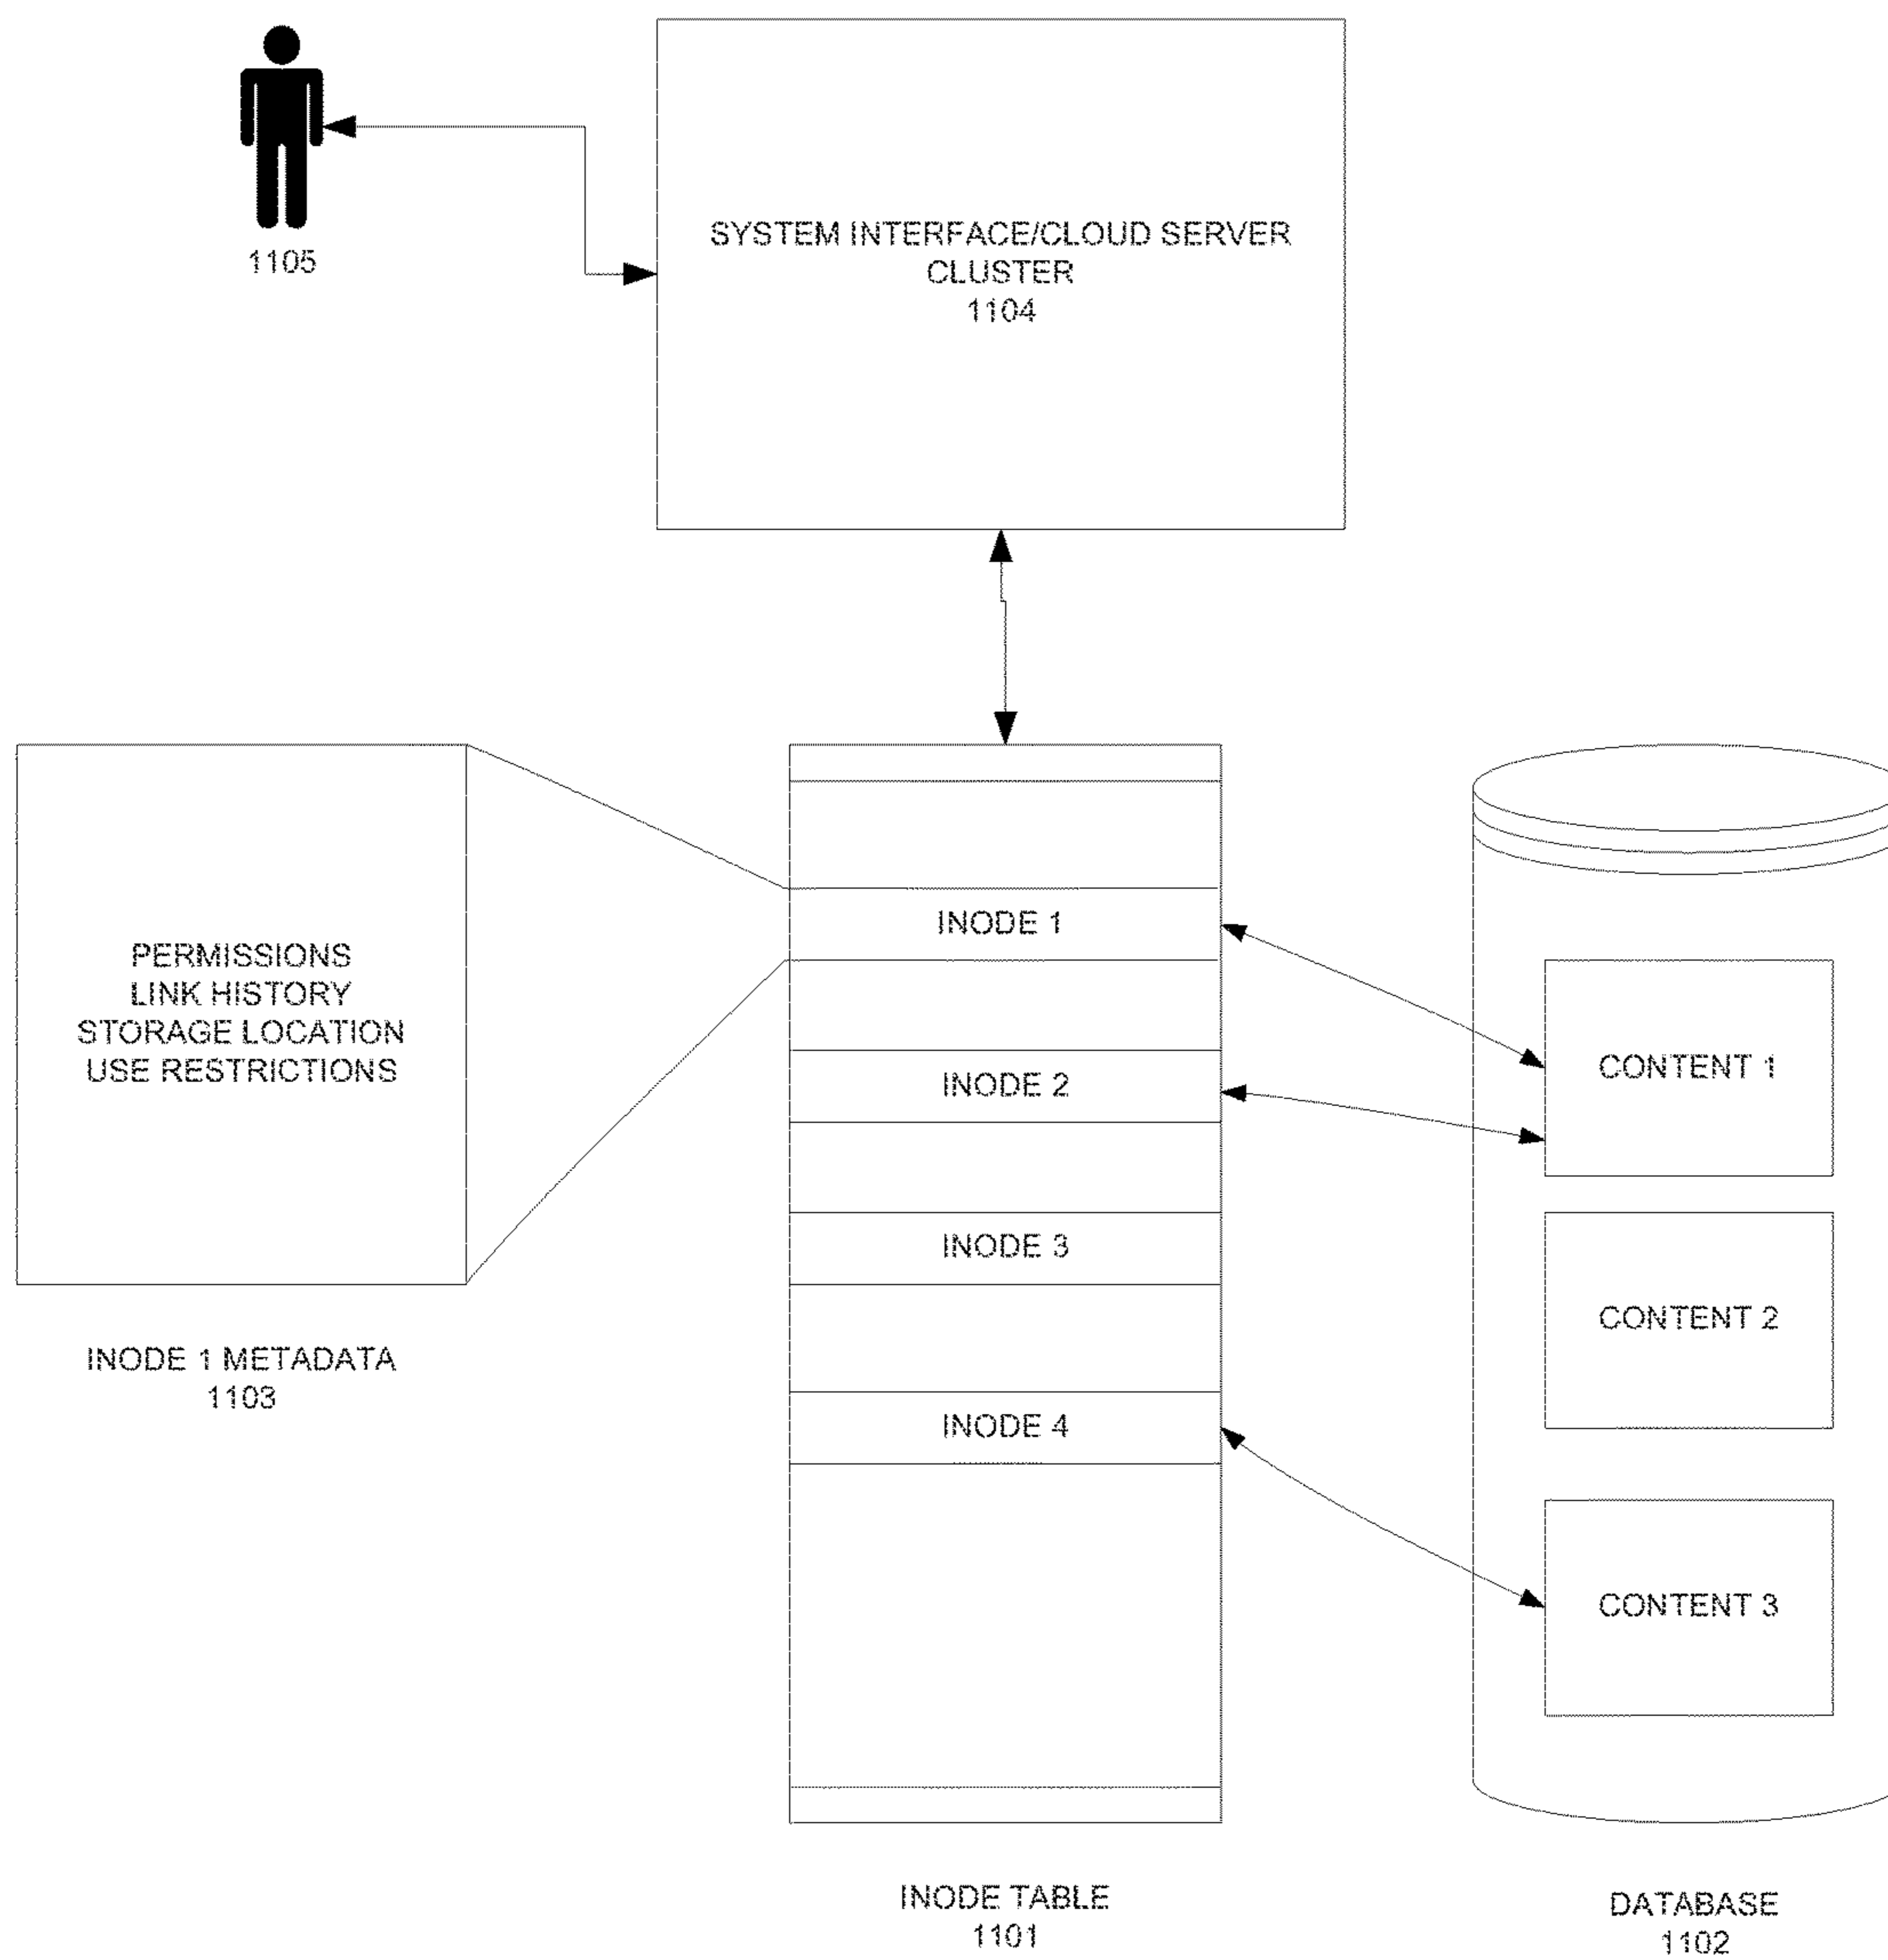 1105
SYSTEM INTERFACE/CLOUD SERVER
CLUSTER
1104
PERMISSIONS
LINK HISTORY
STORAGE LOCATION
USE RESTRICTIONS
INODE 1 METADATA
1103
INODE 1
INODE 2
INODE 3
INODE 4
INODE TABLE
1101
CONTENT 1
CONTENT 2
CONTENT 3
DATABASE
1102